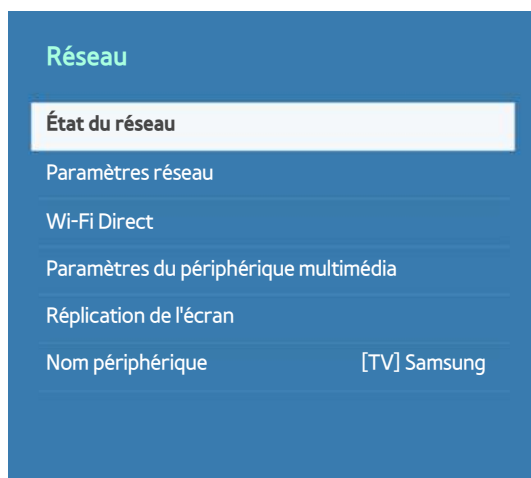 Réseau
État du réseau
Paramètres réseau
Wi-Fi Direct
Paramètres du périphérique multimédia
Réplication de l'écran
Nom périphérique [TV] Samsung